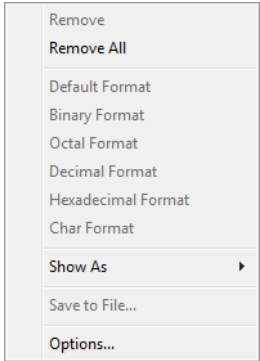 Remove
Remove All
Default Format
Binary Format
Octal Format
Decimal Format
Hexadecimal Format
Char Format
Show As
Save to File...
Options...